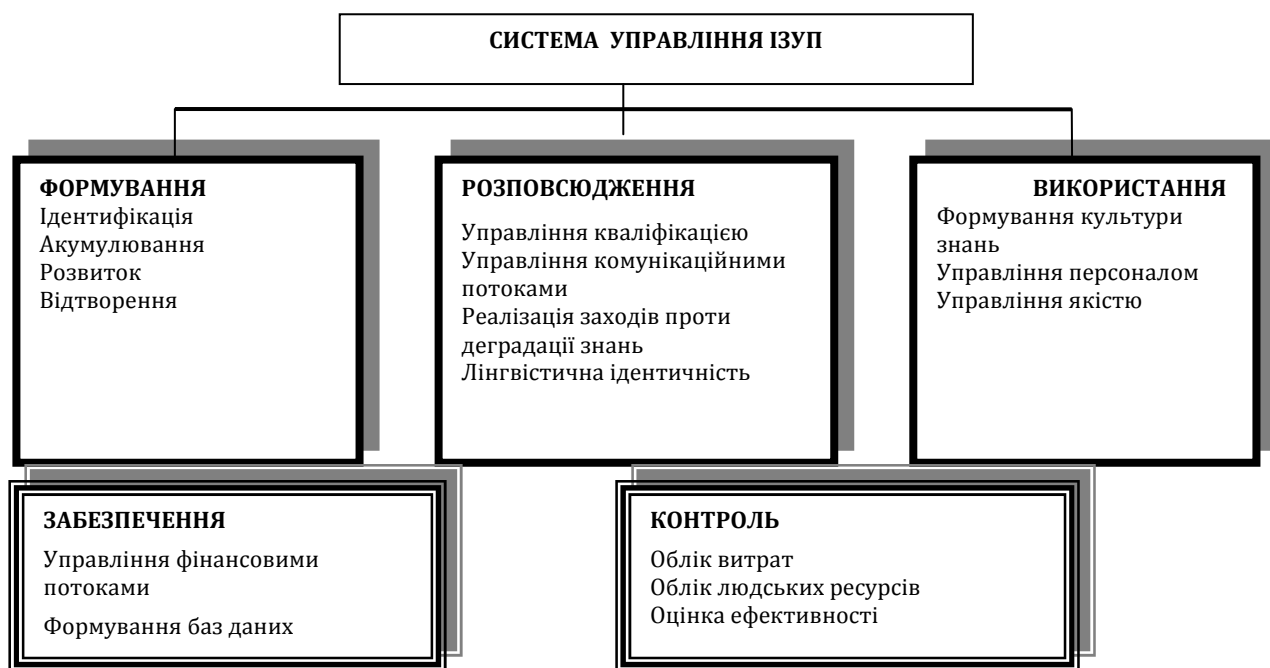 СИСТЕМА УПРАВЛІННЯ ІЗУП
ФОРМУВАННЯ
Ідентифікація
Акумулювання
Розвиток
Відтворення
РОЗПОВСЮДЖЕННЯ
Управління кваліфікацією
Управління комунікаційними
потоками
Реалізація заходів проти
деградації знань
Лінгвістична ідентичність
ВИКОРИСТАННЯ
Формування культури
знань
Управління персоналом
Управління якістю
ЗАБЕЗПЕЧЕННЯ
Управління фінансовими
потоками
Формування баз даних
КОНТРОЛЬ
Облік витрат
Облік людських ресурсів
Оцінка ефективності